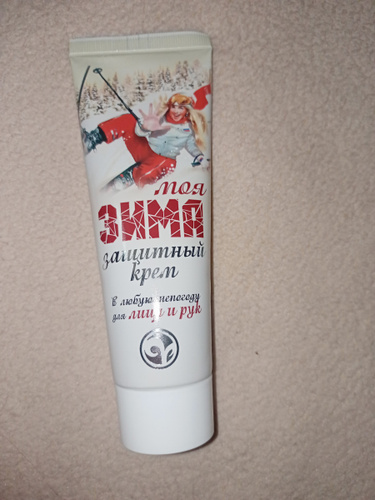 моя
ЗИМА
защитный
крем
в любую непогоду
для лица и рук